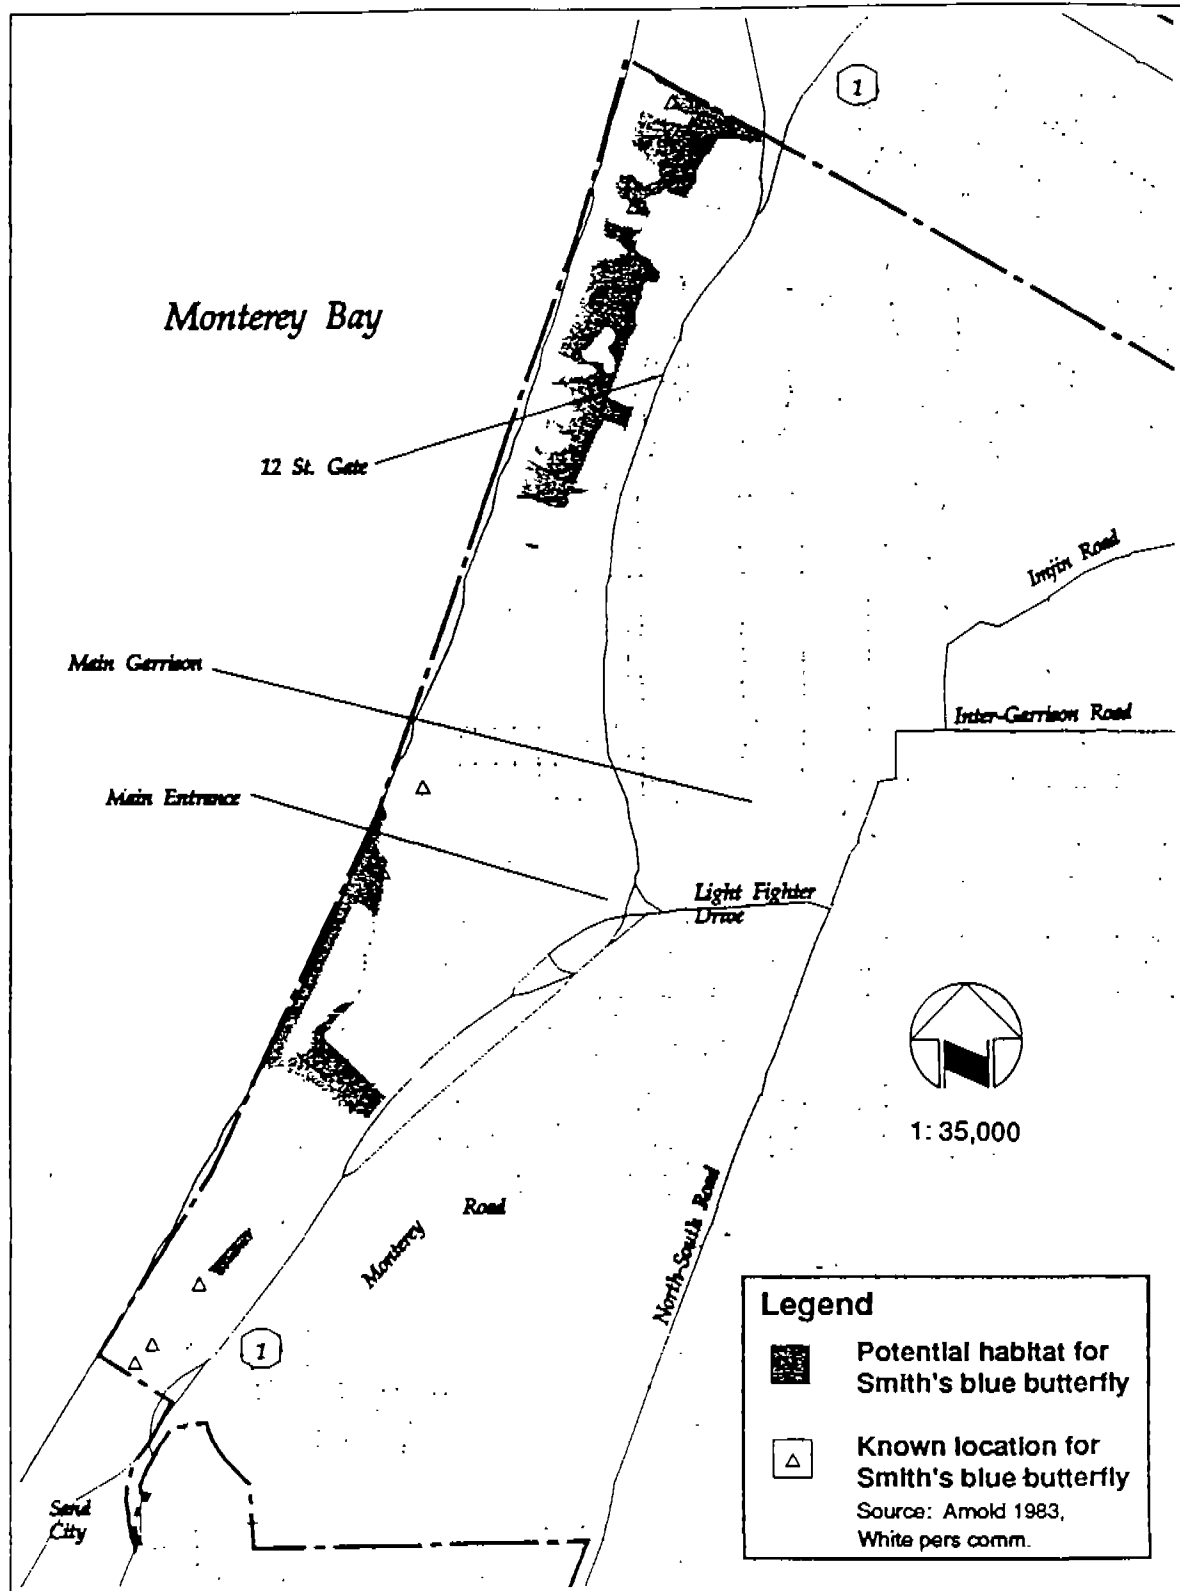 1
Monterey Bay
12 St. Gate
Imjin Road
Main Garrison
Inter-Garrison Road
Main Entrance
Light Fighter
Drive
1:35,000
Monterey Road
North-South Road
1
Sand
City
Legend
Potential habitat for
Smith's blue butterfly
Known location for
Smith's blue butterfly
Source: Arnold 1983,
White pers comm.